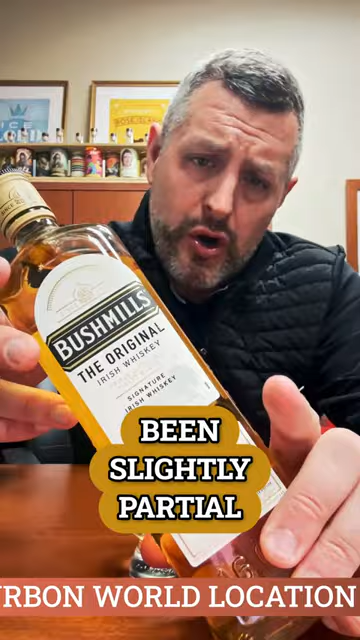 BUSHMILLS
THE ORIGINAL
IRISH WHISKEY
SIGNATURE
IRISH WHISKEY
BEEN
SLIGHTLY
PARTIAL
RBON WORLD LOCATION